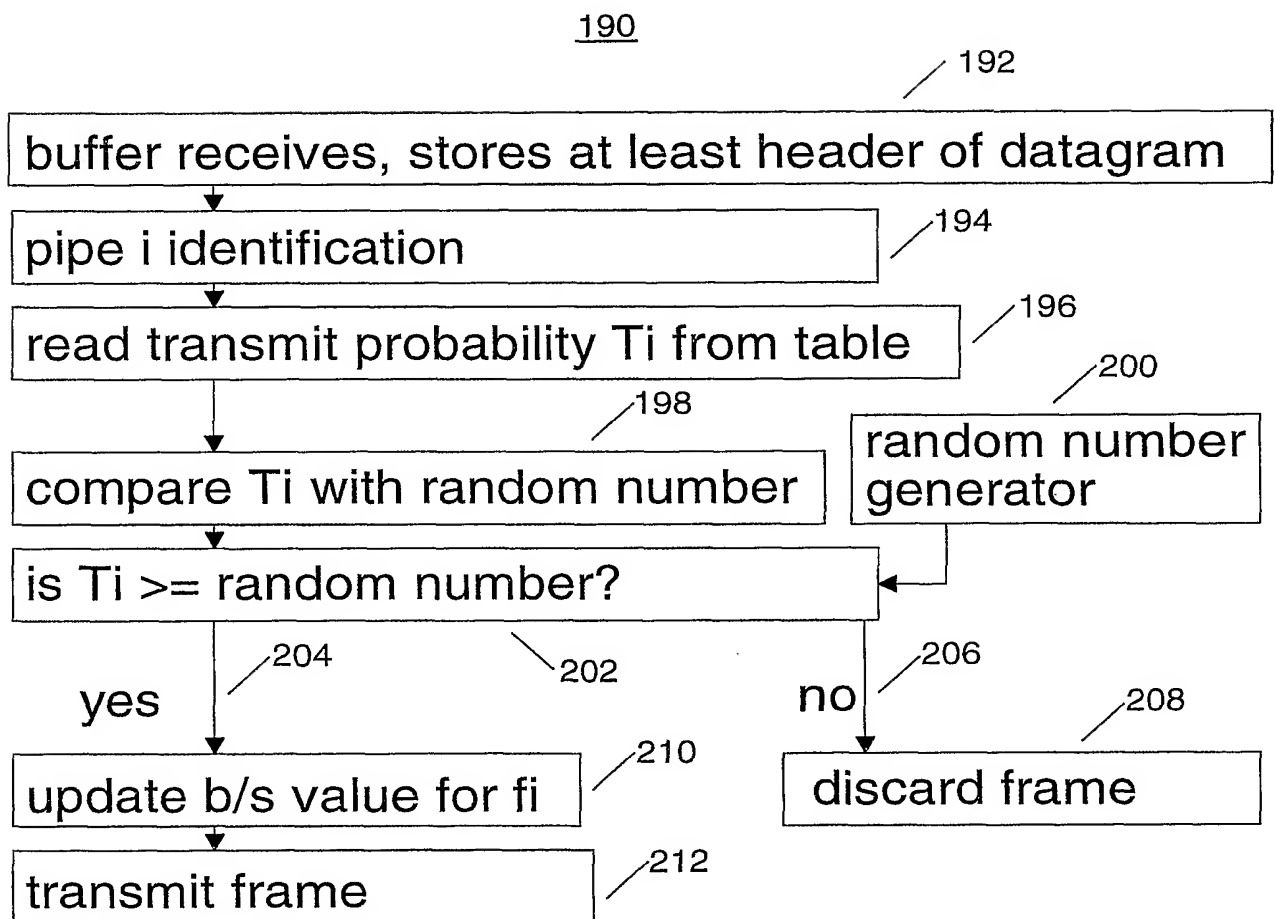 190
192
buffer receives, stores at least header of datagram
194
pipe i identification
196
read transmit probability Ti from table
200
198
random number
generator
compare Ti with random number
is Ti >= random number?
204
202
206
yes
no
208
210
update b/s value for fi
discard frame
212
transmit frame